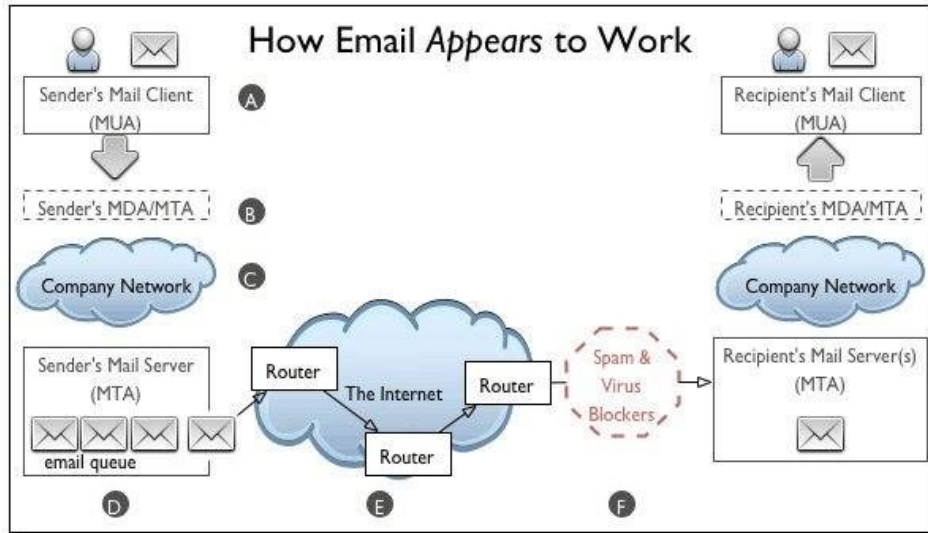 How Email Appears to Work
Sender's Mail Client
(MUA)
A
Recipient's Mail Client
(MUA)
Sender's MDA/MTA
B
Recipient's MDA/MTA
Company Network
C
Company Network
Sender's Mail Server
(MTA)
email queue
Router
The Internet
Router
Router
Spam &
Virus
Blockers
Recipient's Mail Server(s)
(MTA)
D
E
F